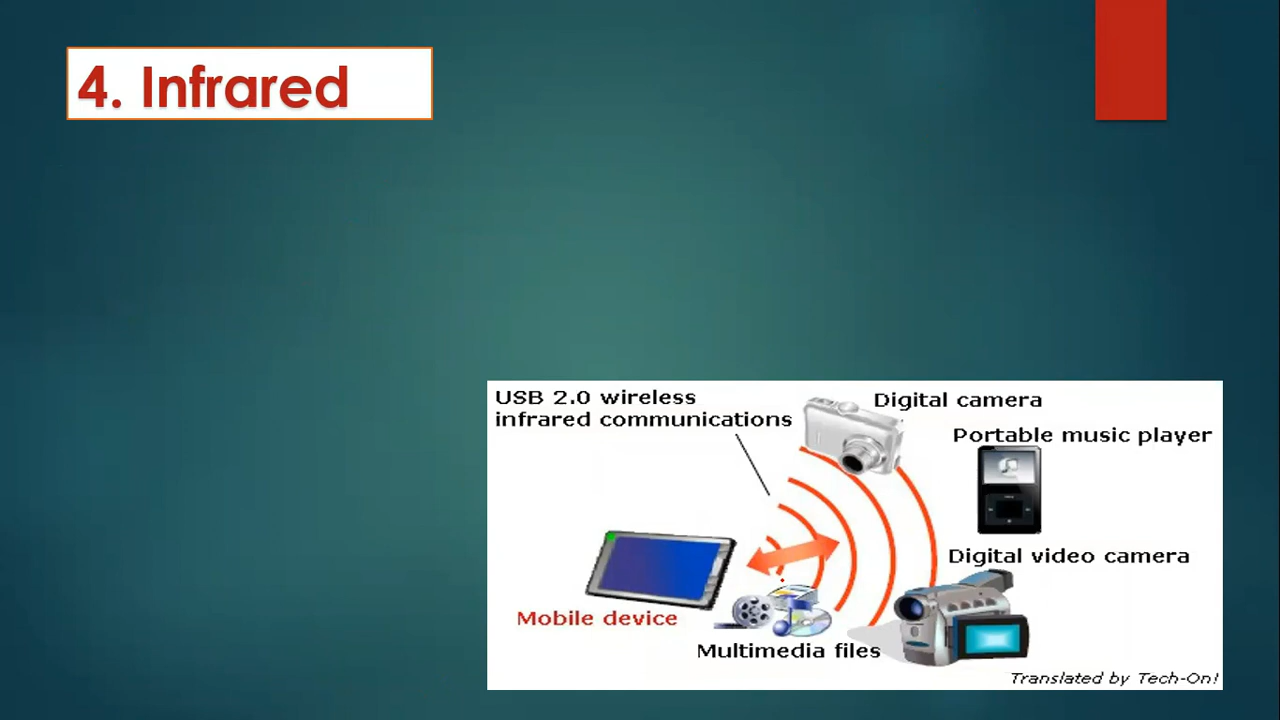 4. Infrared
USB 2.0 wireless
infrared communications
Digital camera
Portable music player
Digital video camera
Mobile device
Multimedia files
Translated by Tech-On!